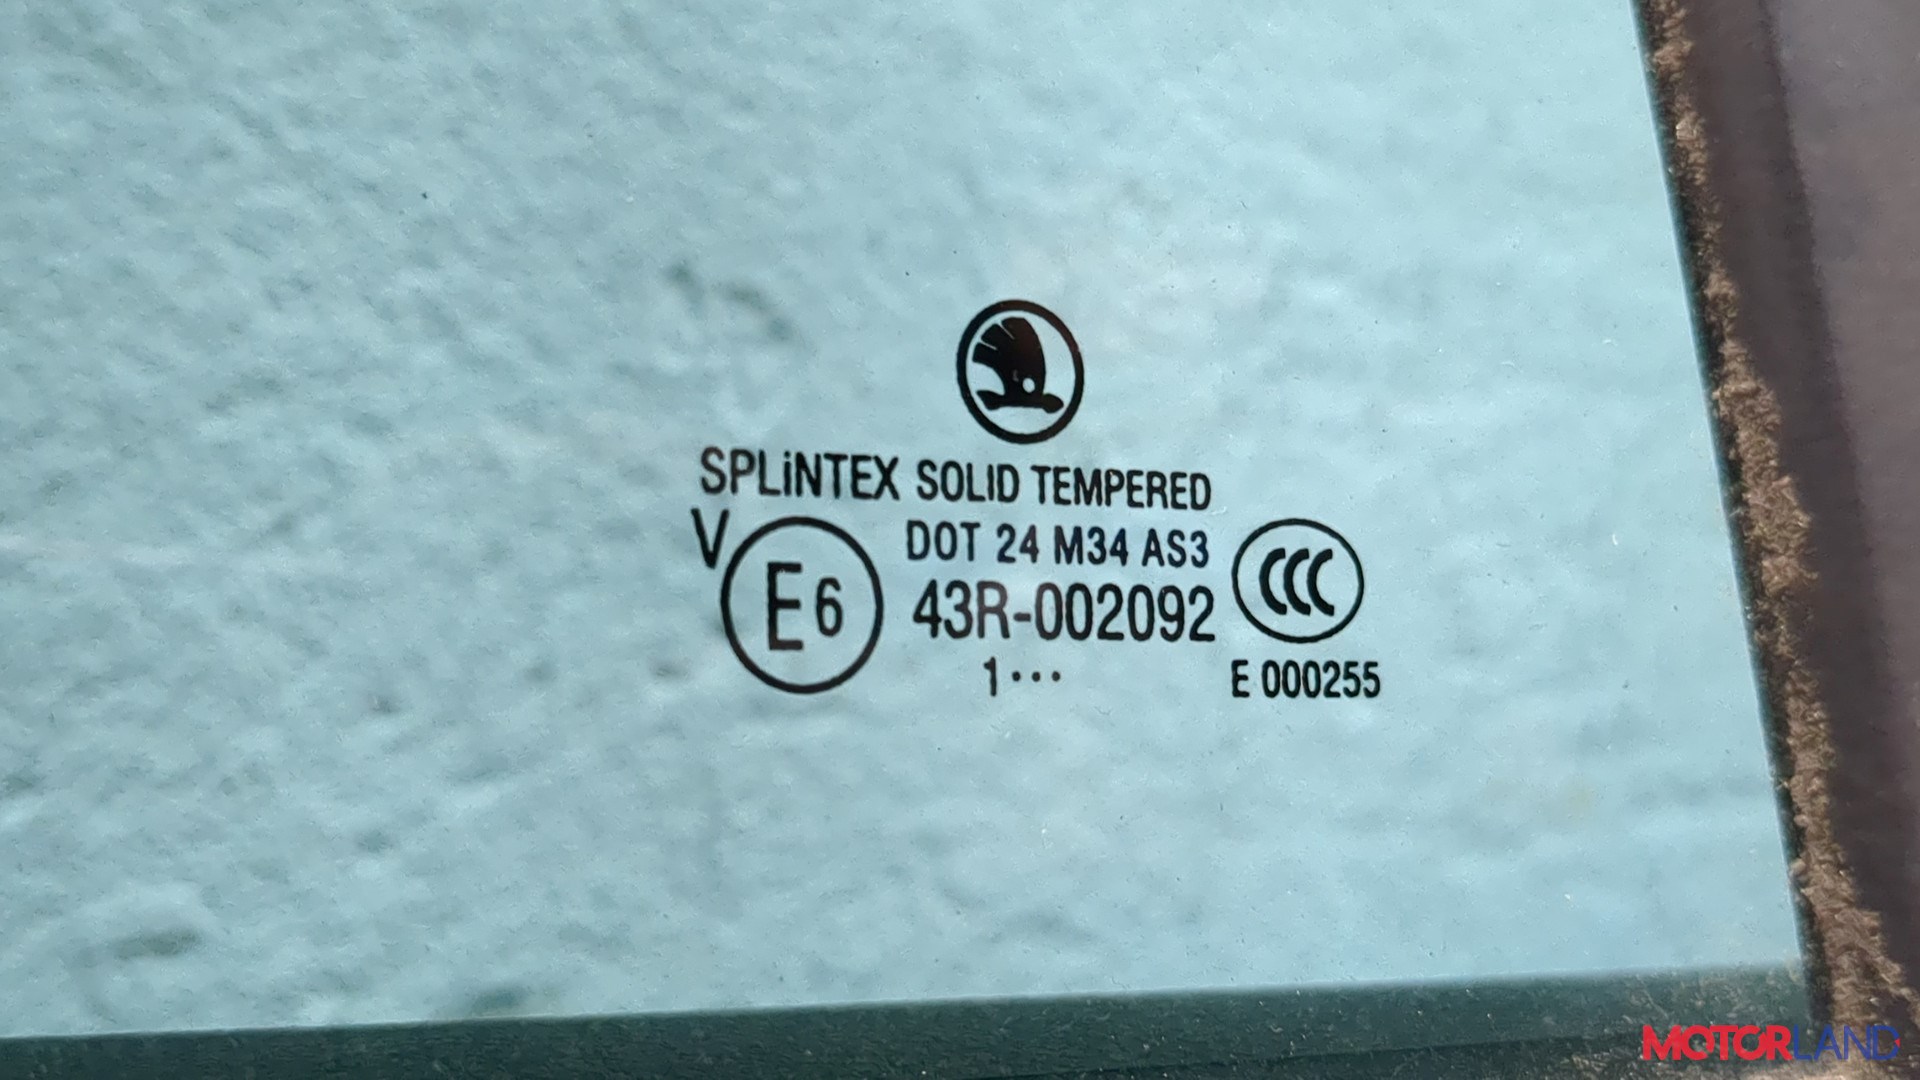 SPLiNTEX SOLID TEMPERED
V E6 DOT 24 M34 AS3 CCC
43R-002092
1··· E 000255
MOTORLAND